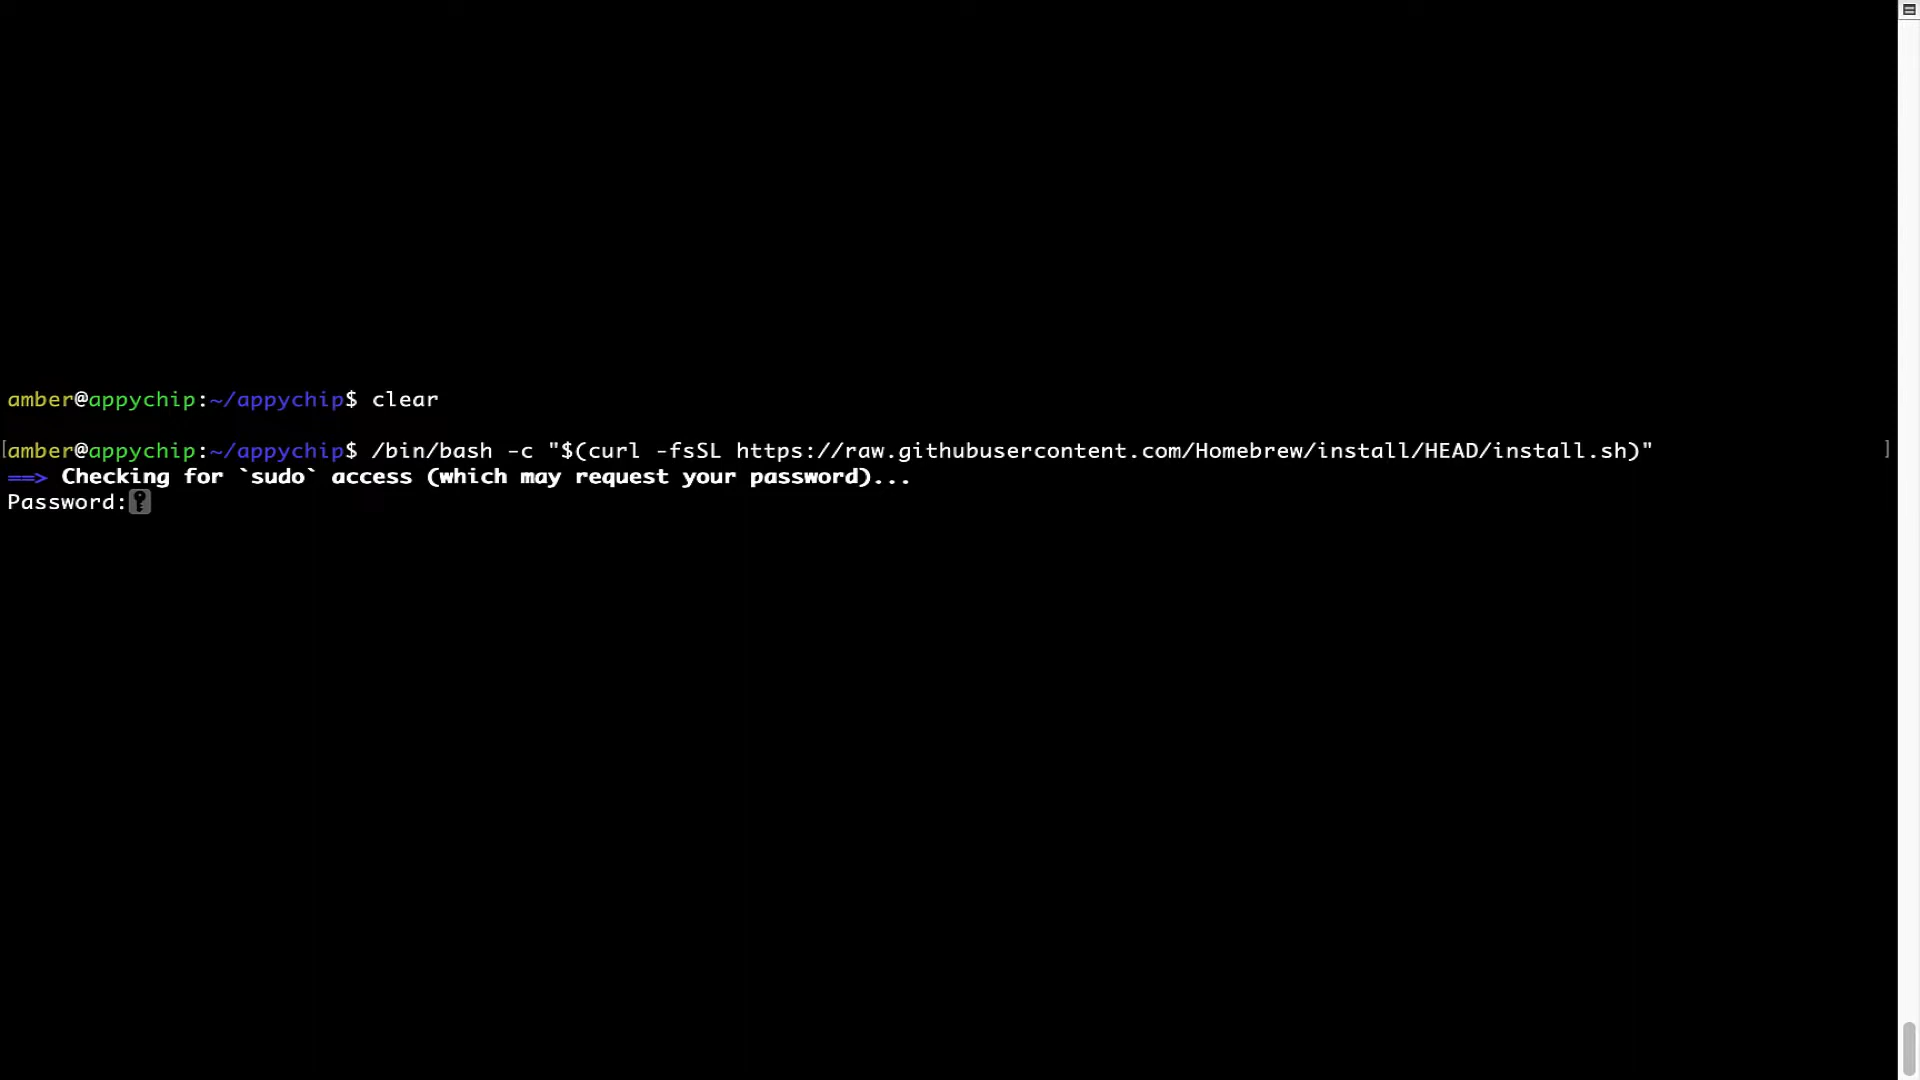 amber@appychip:~/appychip$ clear
[amber@appychip:~/appychip$ /bin/bash -c "$(curl -fsSL https://raw.githubusercontent.com/Homebrew/install/HEAD/install.sh)" ]
==> Checking for `sudo` access (which may request your password)...
Password: